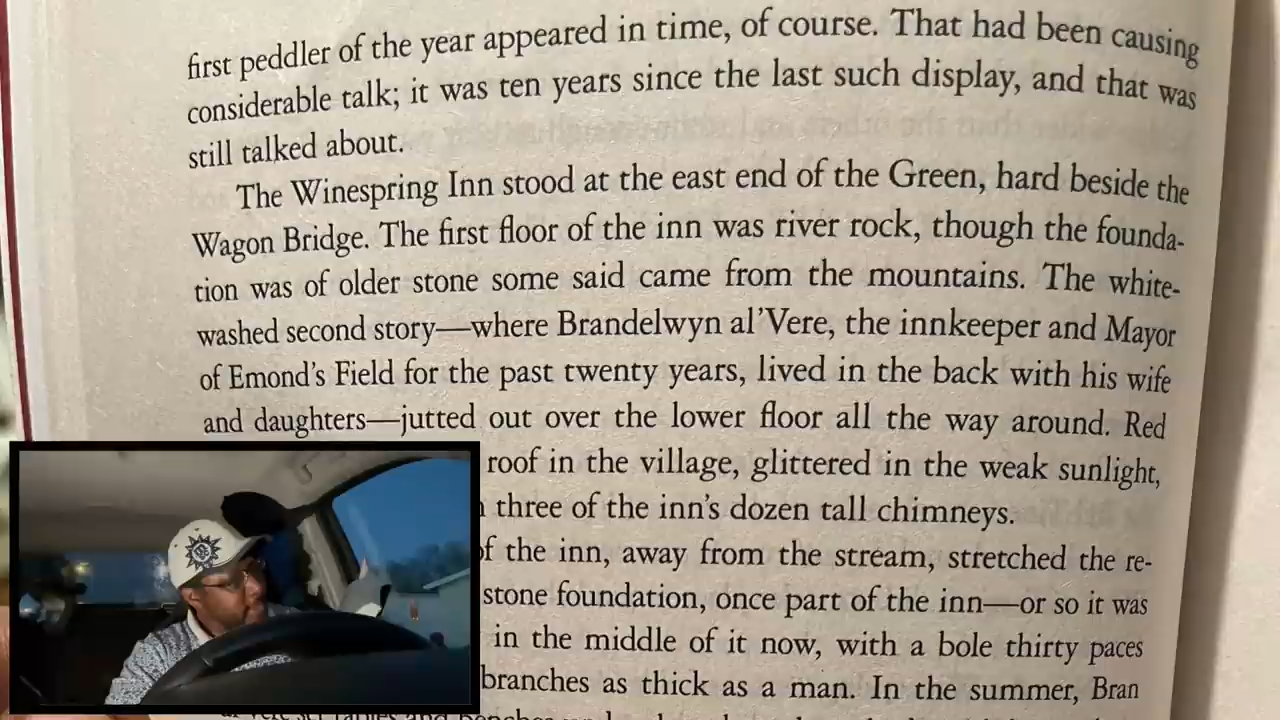 first peddler of the year appeared in time, of course. That had been causing
considerable talk; it was ten years since the last such display, and that was
still talked about.
The Winespring Inn stood at the east end of the Green, hard beside the
Wagon Bridge. The first floor of the inn was river rock, though the founda-
tion was of older stone some said came from the mountains. The white-
washed second story—where Brandelwyn al'Vere, the innkeeper and Mayor
of Emond's Field for the past twenty years, lived in the back with his wife
and daughters—jutted out over the lower floor all the way around. Red
roof in the village, glittered in the weak sunlight,
three of the inn's dozen tall chimneys.
of the inn, away from the stream, stretched the re-
stone foundation, once part of the inn—or so it was
in the middle of it now, with a bole thirty paces
branches as thick as a man. In the summer, Bran